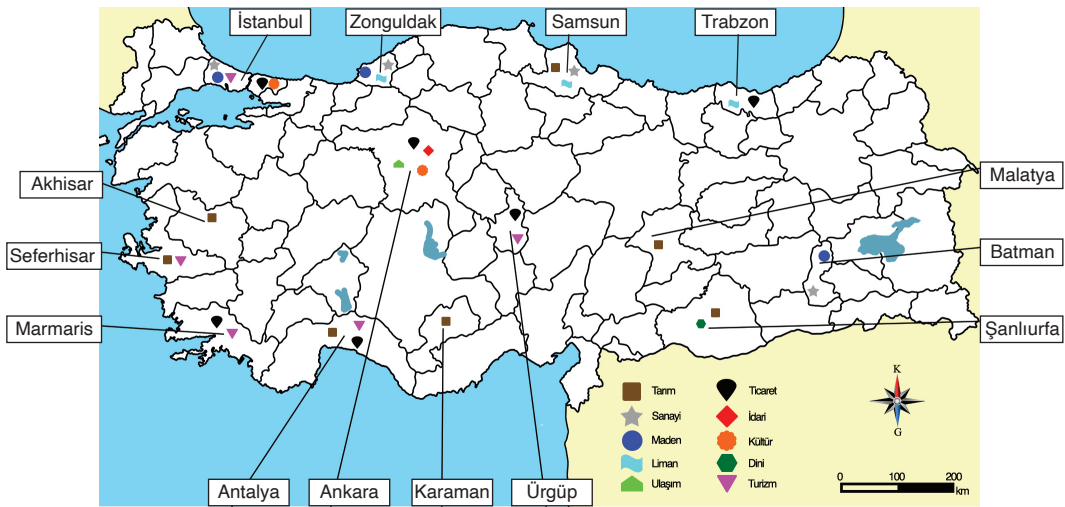 İstanbul
Zonguldak
Samsun
Trabzon
Akhisar
Malatya
Seferhisar
Batman
Marmaris
Şanlıurfa
Tarım
Ticaret
Sanayi
İdari
Maden
Kültür
Liman
Dini
Ulaşım
Turizm
K
G
0 100 200
km
Antalya
Ankara
Karaman
Ürgüp